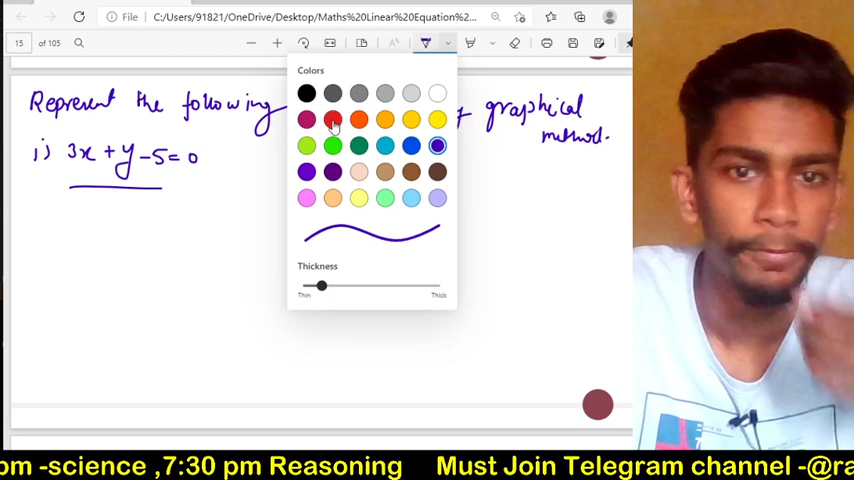 File
C:/Users/91821/OneDrive/Desktop/Maths%20Linear%20Equation%2...
15 of 105
Colors
Represent the following y graphical
method.
i) 3x + y - 5 = 0
Thickness
Thin Thick
pm -science ,7:30 pm Reasoning Must Join Telegram channel -@ra